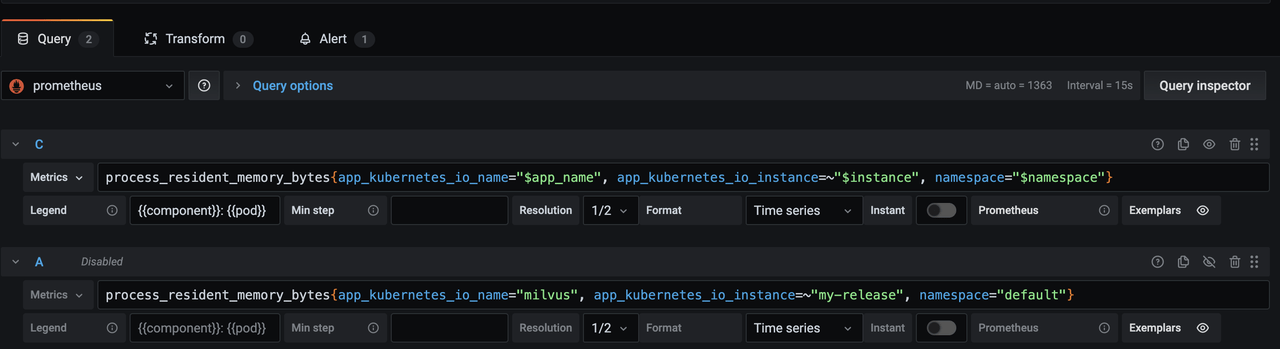 Query 2 Transform 0 Alert 1
prometheus Query options MD = auto = 1363 Interval = 15s Query inspector
C
Metrics process_resident_memory_bytes{app_kubernetes_io_name="$app_name", app_kubernetes_io_instance=~"$instance", namespace="$namespace"}
Legend {{component}}: {{pod}} Min step Resolution 1/2 Format Time series Instant Prometheus Exemplars
A Disabled
Metrics process_resident_memory_bytes{app_kubernetes_io_name="milvus", app_kubernetes_io_instance=~"my-release", namespace="default"}
Legend {{component}}: {{pod}} Min step Resolution 1/2 Format Time series Instant Prometheus Exemplars